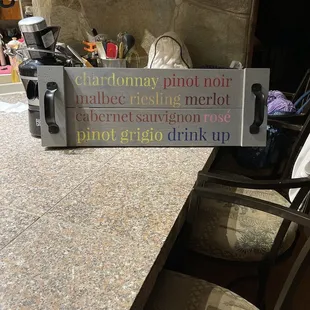 chardonnay pinot noir
malbec riesling merlot
cabernet sauvignon rosé
pinot grigio drink up